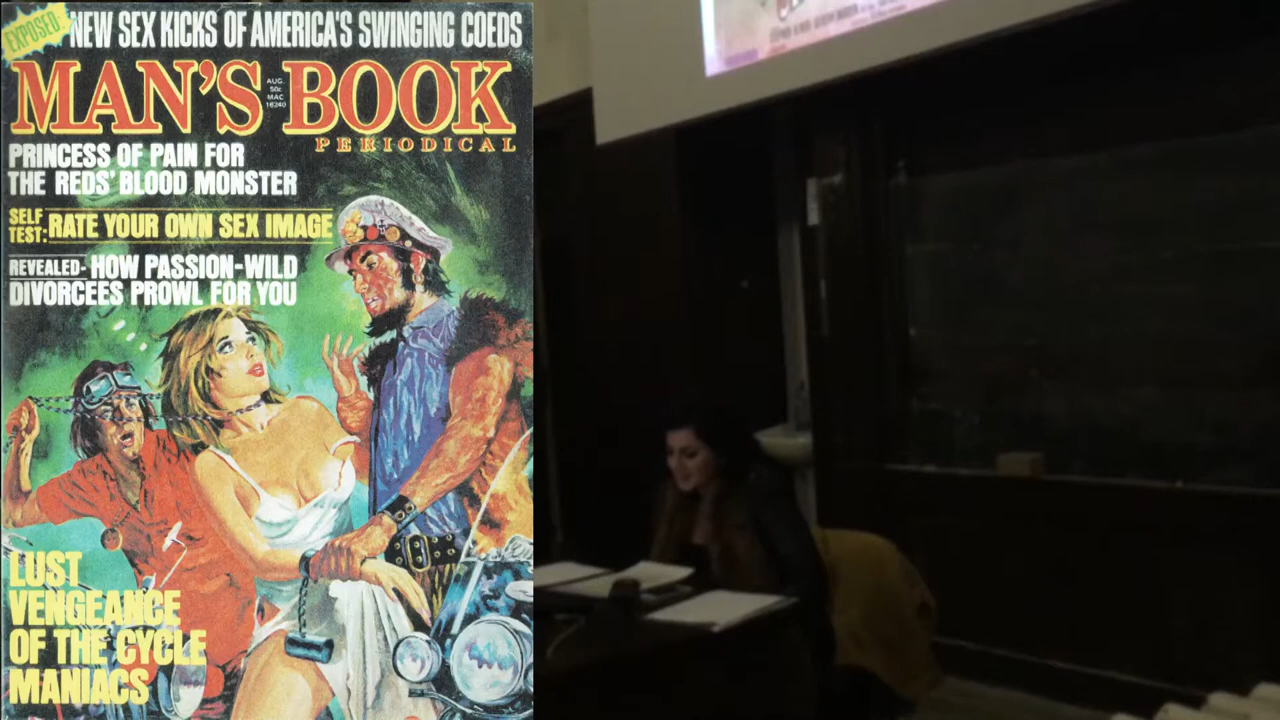 EXPOSED:
NEW SEX KICKS OF AMERICA'S SWINGING COEDS
MAN'S BOOK
AUG.
50c
MAC
16240
PERIODICAL
PRINCESS OF PAIN FOR
THE REDS' BLOOD MONSTER
SELF TEST: RATE YOUR OWN SEX IMAGE
REVEALED- HOW PASSION-WILD
DIVORCEES PROWL FOR YOU
LUST
VENGEANCE
OF THE CYCLE
MANIACS